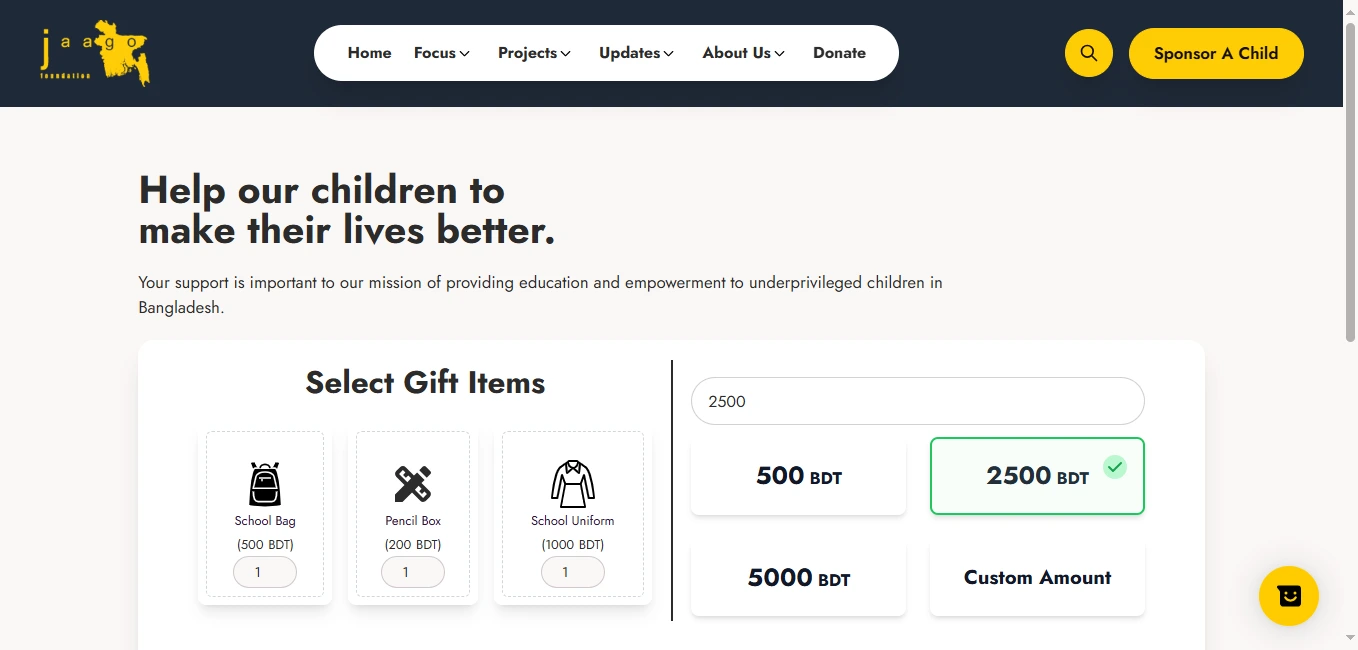 jaago
foundation
Home
Focus
Projects
Updates
About Us
Donate
Sponsor A Child
Help our children to
make their lives better.
Your support is important to our mission of providing education and empowerment to underprivileged children in
Bangladesh.
Select Gift Items
School Bag
(500 BDT)
1
Pencil Box
(200 BDT)
1
School Uniform
(1000 BDT)
1
2500
500 BDT
2500 BDT
5000 BDT
Custom Amount